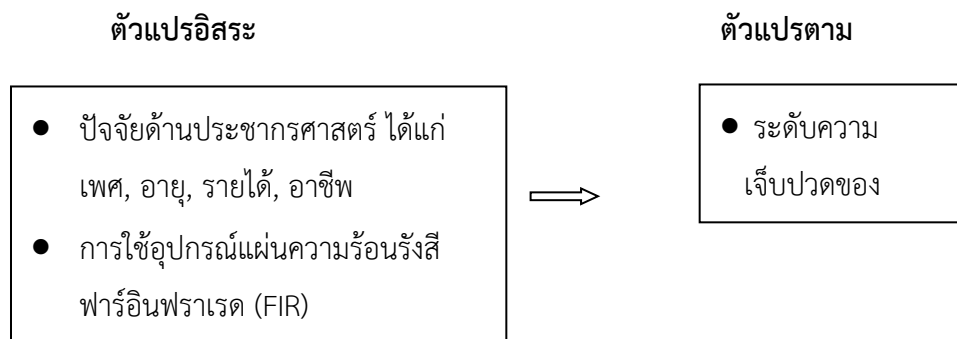 ตัวแปรอิสระ
ตัวแปรตาม
● ปัจจัยด้านประชากรศาสตร์ ได้แก่
เพศ, อายุ, รายได้, อาชีพ
● การใช้อุปกรณ์แผ่นความร้อนรังสี
ฟาร์อินฟราเรด (FIR)
● ระดับความ
เจ็บปวดของ